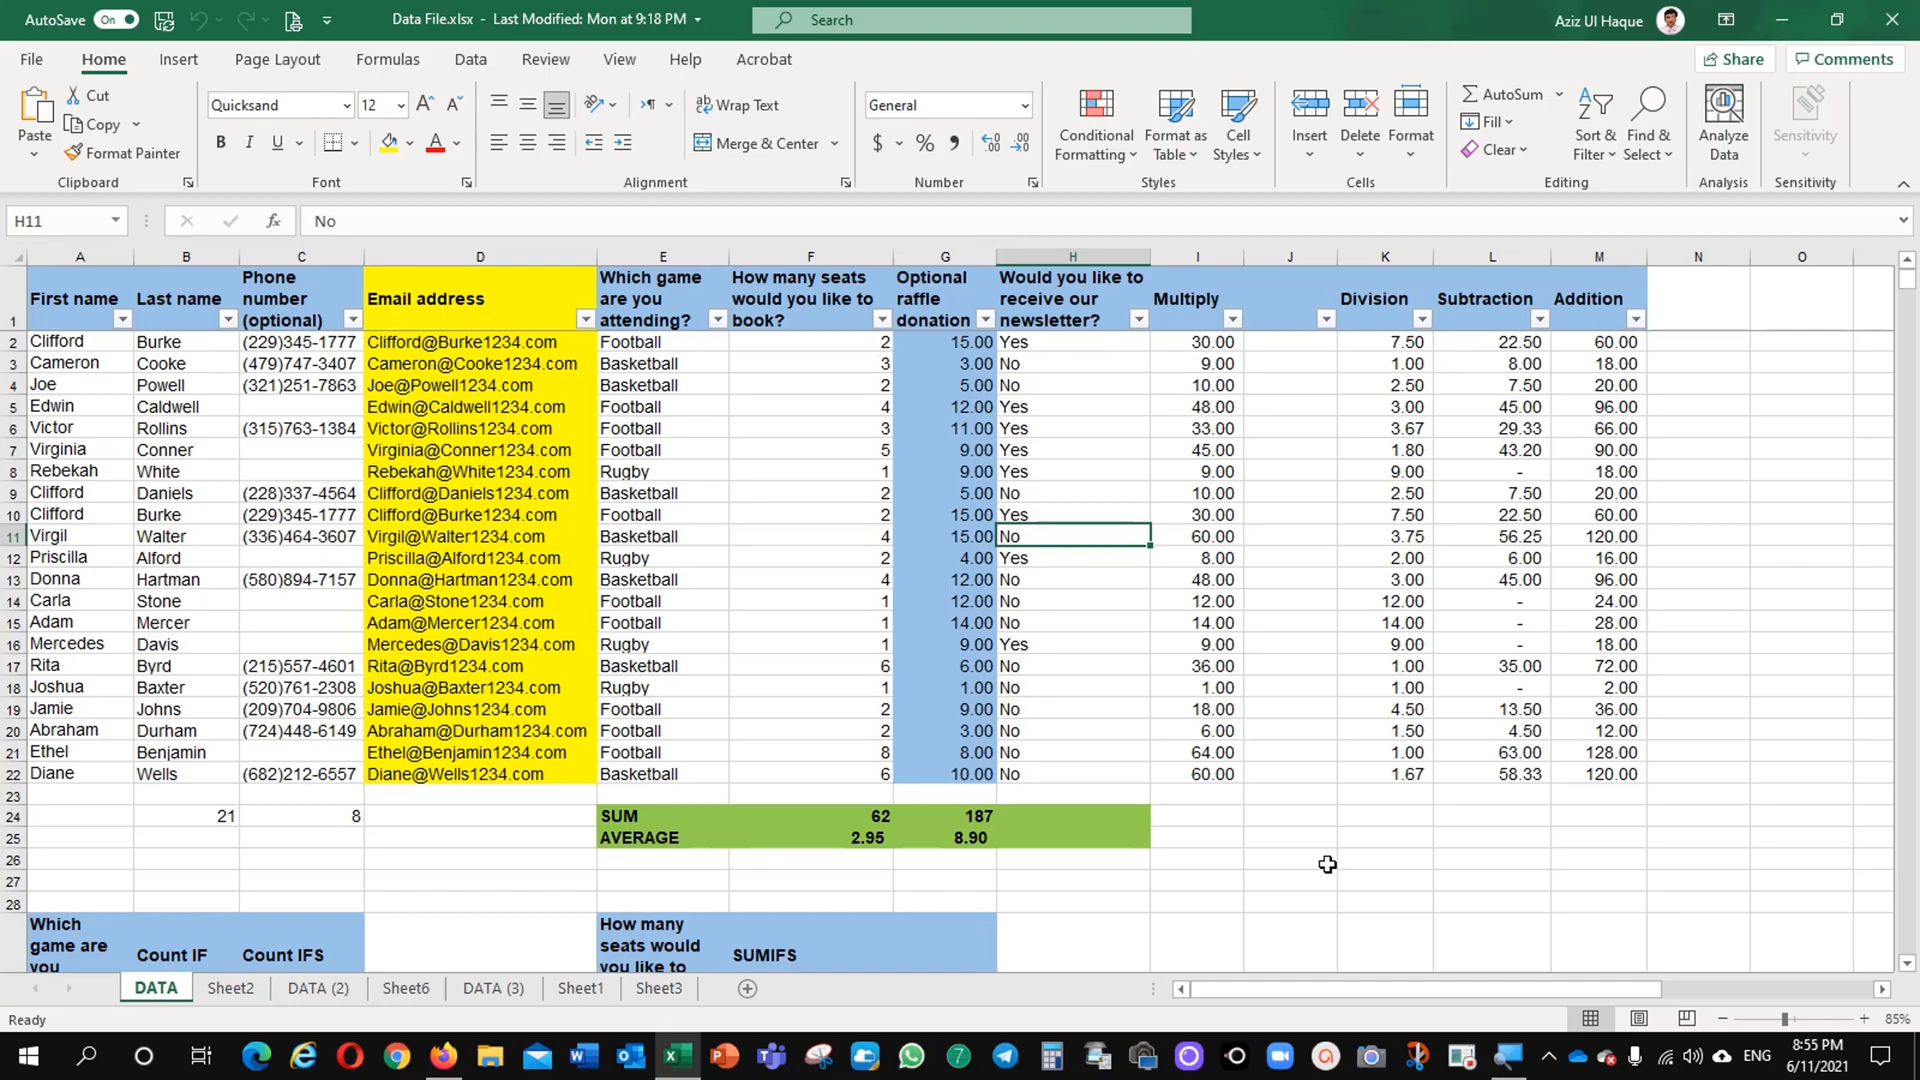 AutoSave On Data File.xlsx - Last Modified: Mon at 9:18 PM Search Aziz Ul Haque
File Home Insert Page Layout Formulas Data Review View Help Acrobat Share Comments
Paste Cut Copy Format Painter Clipboard
Quicksand 12 B I U Font
Wrap Text Merge & Center Alignment
General $ % Number
Conditional Formatting Format as Table Cell Styles Styles
Insert Delete Format Cells
AutoSum Fill Clear Sort & Filter Find & Select Editing
Analyze Data Analysis Sensitivity Sensitivity
H11 fx No
A B C D E F G H I J K L M N O
1 First name Last name Phone number (optional) Email address Which game are you attending? How many seats would you like to book? Optional raffle donation Would you like to receive our newsletter? Multiply Division Subtraction Addition
2 Clifford Burke (229)345-1777 Clifford@Burke1234.com Football 2 15.00 Yes 30.00 7.50 22.50 60.00
3 Cameron Cooke (479)747-3407 Cameron@Cooke1234.com Basketball 3 3.00 No 9.00 1.00 8.00 18.00
4 Joe Powell (321)251-7863 Joe@Powell1234.com Basketball 2 5.00 No 10.00 2.50 7.50 20.00
5 Edwin Caldwell Edwin@Caldwell1234.com Football 4 12.00 Yes 48.00 3.00 45.00 96.00
6 Victor Rollins (315)763-1384 Victor@Rollins1234.com Football 3 11.00 Yes 33.00 3.67 29.33 66.00
7 Virginia Conner Virginia@Conner1234.com Football 5 9.00 Yes 45.00 1.80 43.20 90.00
8 Rebekah White Rebekah@White1234.com Rugby 1 9.00 Yes 9.00 9.00 - 18.00
9 Clifford Daniels (228)337-4564 Clifford@Daniels1234.com Basketball 2 5.00 No 10.00 2.50 7.50 20.00
10 Clifford Burke (229)345-1777 Clifford@Burke1234.com Football 2 15.00 Yes 30.00 7.50 22.50 60.00
11 Virgil Walter (336)464-3607 Virgil@Walter1234.com Basketball 4 15.00 No 60.00 3.75 56.25 120.00
12 Priscilla Alford Priscilla@Alford1234.com Rugby 2 4.00 Yes 8.00 2.00 6.00 16.00
13 Donna Hartman (580)894-7157 Donna@Hartman1234.com Basketball 4 12.00 No 48.00 3.00 45.00 96.00
14 Carla Stone Carla@Stone1234.com Football 1 12.00 No 12.00 12.00 - 24.00
15 Adam Mercer Adam@Mercer1234.com Football 1 14.00 No 14.00 14.00 - 28.00
16 Mercedes Davis Mercedes@Davis1234.com Rugby 1 9.00 Yes 9.00 9.00 - 18.00
17 Rita Byrd (215)557-4601 Rita@Byrd1234.com Basketball 6 6.00 No 36.00 1.00 35.00 72.00
18 Joshua Baxter (520)761-2308 Joshua@Baxter1234.com Rugby 1 1.00 No 1.00 1.00 - 2.00
19 Jamie Johns (209)704-9806 Jamie@Johns1234.com Football 2 9.00 No 18.00 4.50 13.50 36.00
20 Abraham Durham (724)448-6149 Abraham@Durham1234.com Football 2 3.00 No 6.00 1.50 4.50 12.00
21 Ethel Benjamin Ethel@Benjamin1234.com Football 8 8.00 No 64.00 1.00 63.00 128.00
22 Diane Wells (682)212-6557 Diane@Wells1234.com Basketball 6 10.00 No 60.00 1.67 58.33 120.00
23
24 21 8 SUM 62 187
25 AVERAGE 2.95 8.90
26
27
28
Which game are you Count IF Count IFS How many seats would you like to SUMIFS
DATA Sheet2 DATA (2) Sheet6 DATA (3) Sheet1 Sheet3
Ready 85%
ENG 8:55 PM
6/11/2021